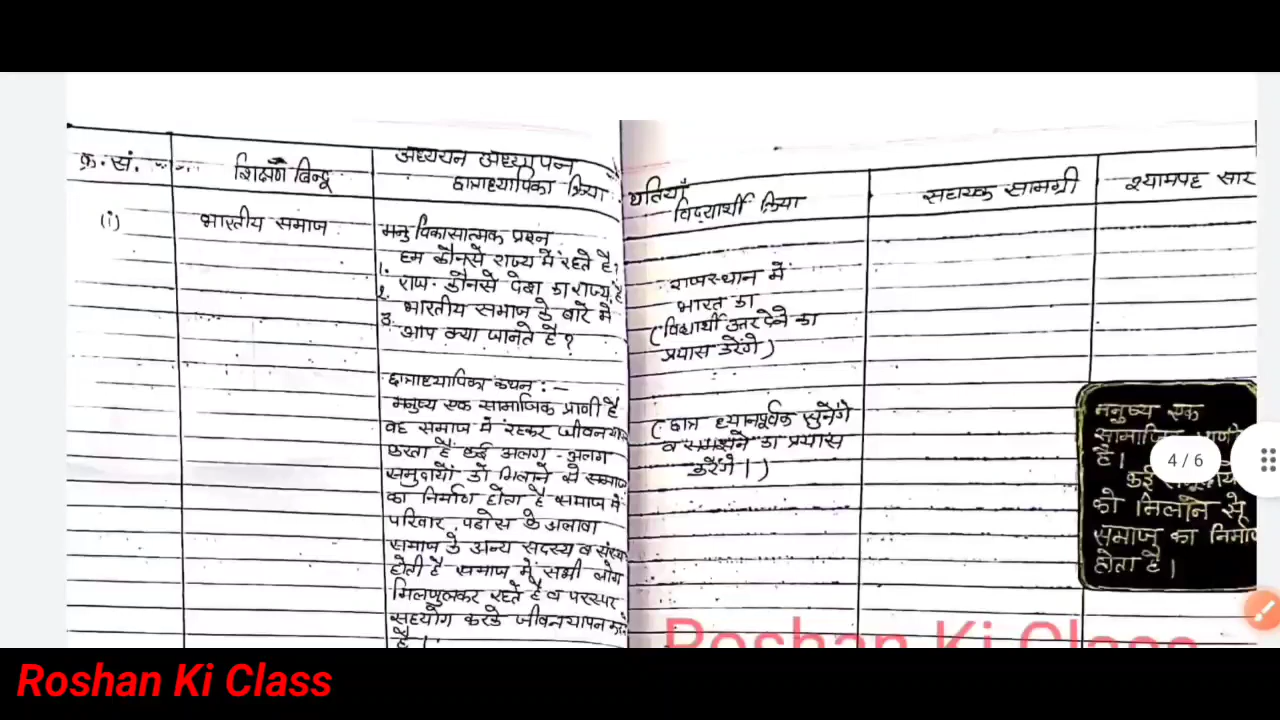 क्र. सं.
शिक्षण बिन्दू
अध्ययन अध्यापन
छात्राध्यापिका क्रिया
विद्यार्थी क्रिया
सहायक सामग्री
श्यामपट्ट सार
(i)
भारतीय समाज
मनु विकासात्मक प्रश्न
1. हम कौनसे राज्य में रहते है?
2. राज. कौनसे देश का राज्य है
3. भारतीय समाज के बारे में
आप क्या जानते है?
राजस्थान में
भारत का
(विद्यार्थी उत्तर देने का
प्रयास करेंगे)
छात्राध्यापिका कथन : -
मनुष्य एक सामाजिक प्राणी है
वह समाज में रहकर जीवनयाप
करता है कई अलग - अलग
समुदायों को मिलाने से समाज
का निर्माण होता है समाज में
परिवार, पडोस के अलावा
समाज के अन्य सदस्य व संस्था
होती है समाज में सभी लोग
मिलजुलकर रहते है व परस्पर
सहयोग करके जीवनयापन करते
है।
(छात्र ध्यानपूर्वक सुनेंगे
व समझने का प्रयास
करेंगे।)
मनुष्य एक
सामाजिक
है।
कई
को मिलाने से
समाज का निर्मा
होता है।
4 / 6
Roshan Ki Class
Roshan Ki Class